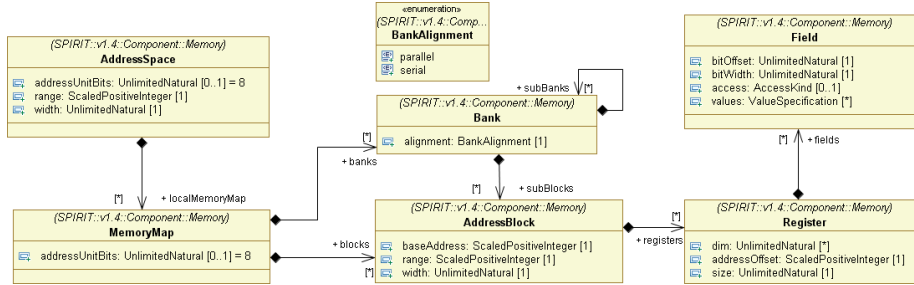 «enumeration»
(SPIRIT::v1.4::Comp...
BankAlignment
parallel
serial
(SPIRIT::v1.4::Component::Memory)
AddressSpace
addressUnitBits: UnlimitedNatural [0..1] = 8
range: ScaledPositiveInteger [1]
width: UnlimitedNatural [1]
(SPIRIT::v1.4::Component::Memory)
Field
bitOffset: UnlimitedNatural [1]
bitWidth: UnlimitedNatural [1]
access: AccessKind [0..1]
values: ValueSpecification [*]
+ subBanks
[*]
(SPIRIT::v1.4::Component::Memory)
Bank
alignment: BankAlignment [1]
[*]
+ banks
[*]
+ fields
[*]
+ localMemoryMap
[*]
+ subBlocks
(SPIRIT::v1.4::Component::Memory)
MemoryMap
addressUnitBits: UnlimitedNatural [0..1] = 8
+ blocks
[*]
(SPIRIT::v1.4::Component::Memory)
AddressBlock
baseAddress: ScaledPositiveInteger [1]
range: ScaledPositiveInteger [1]
width: UnlimitedNatural [1]
[*]
+ registers
(SPIRIT::v1.4::Component::Memory)
Register
dim: UnlimitedNatural [*]
addressOffset: ScaledPositiveInteger [1]
size: UnlimitedNatural [1]